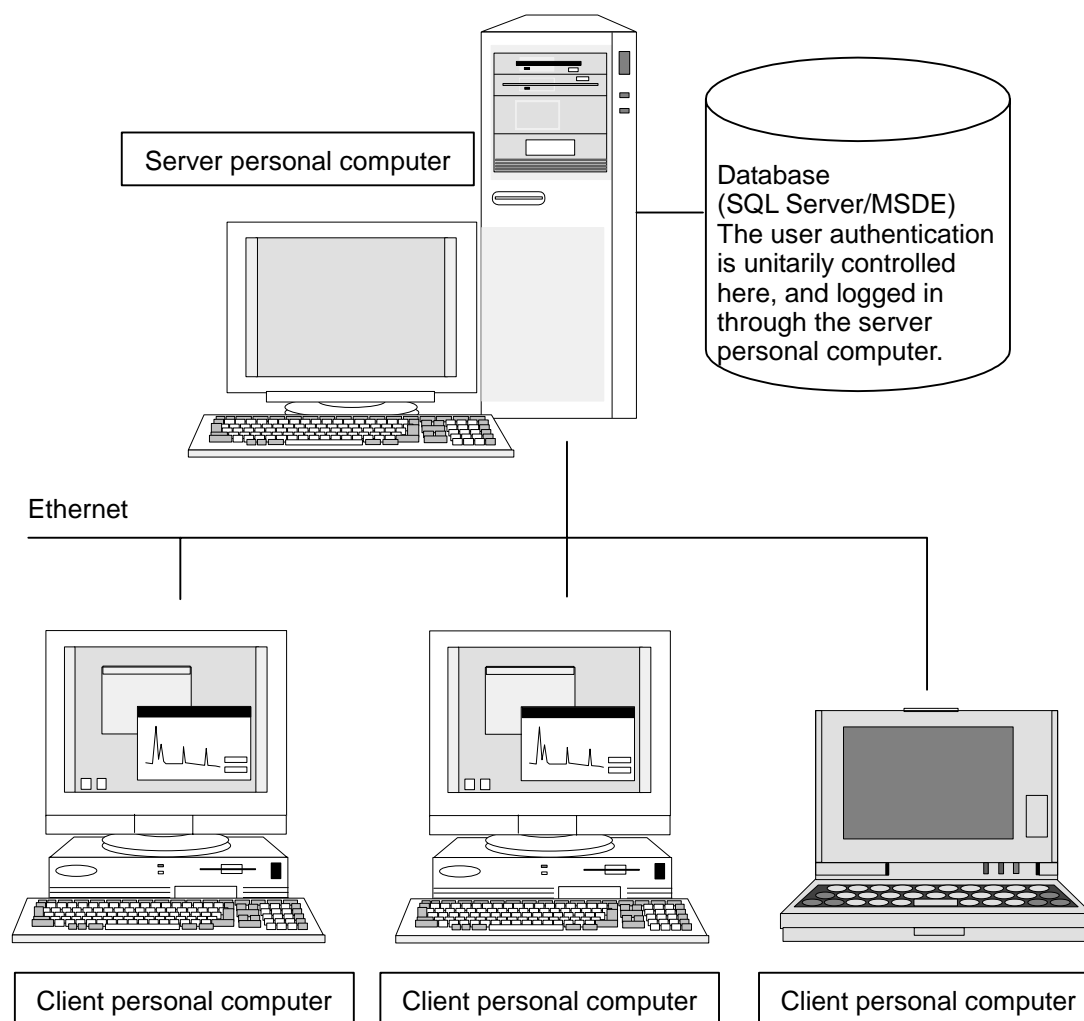 Server personal computer
Database
(SQL Server/MSDE)
The user authentication
is unitarily controlled
here, and logged in
through the server
personal computer.
Ethernet
Client personal computer
Client personal computer
Client personal computer